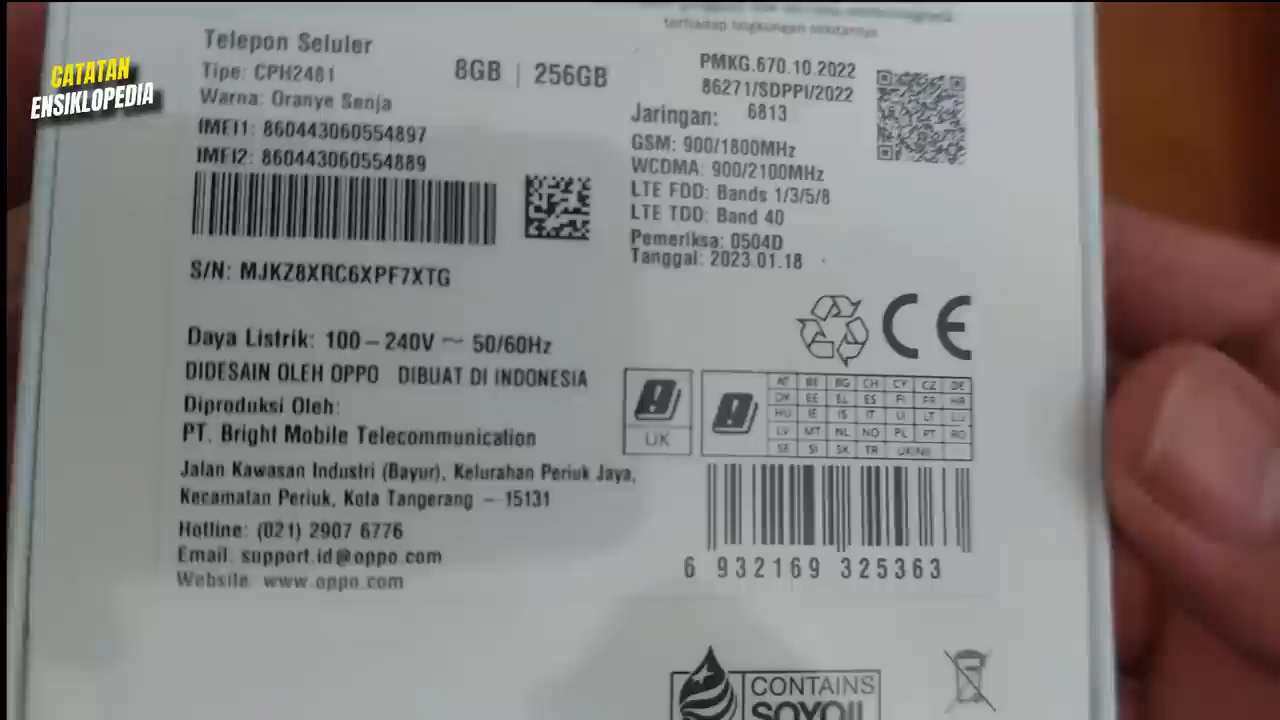 terhadap lingkungan sekitarnya
CATATAN
ENSIKLOPEDIA
Telepon Seluler
Tipe: CPH2481
Warna: Oranye Senja
8GB | 256GB
IMEI1: 860443060554897
IMEI2: 860443060554889
S/N: MJKZ8XRC6XPF7XTG
PMKG.670.10.2022
86271/SDPPI/2022
6813
Jaringan:
GSM: 900/1800MHz
WCDMA: 900/2100MHz
LTE FDD: Bands 1/3/5/8
LTE TDD: Band 40
Pemeriksa: 0504D
Tanggal: 2023.01.18
CE
Daya Listrik: 100–240V ~ 50/60Hz
DIDESAIN OLEH OPPO DIBUAT DI INDONESIA
Diproduksi Oleh:
PT. Bright Mobile Telecommunication
Jalan Kawasan Industri (Bayur), Kelurahan Periuk Jaya,
Kecamatan Periuk, Kota Tangerang – 15131
Hotline: (021) 2907 6776
Email: support.id@oppo.com
Website: www.oppo.com
UK
AT BE BG CH CY CZ DE
DK EE EL ES FI FR HR
HU IE IS IT LI LT LU
LV MT NL NO PL PT RO
SE SI SK TR UK(NI)
6 932169 325363
CONTAINS
SOYOIL